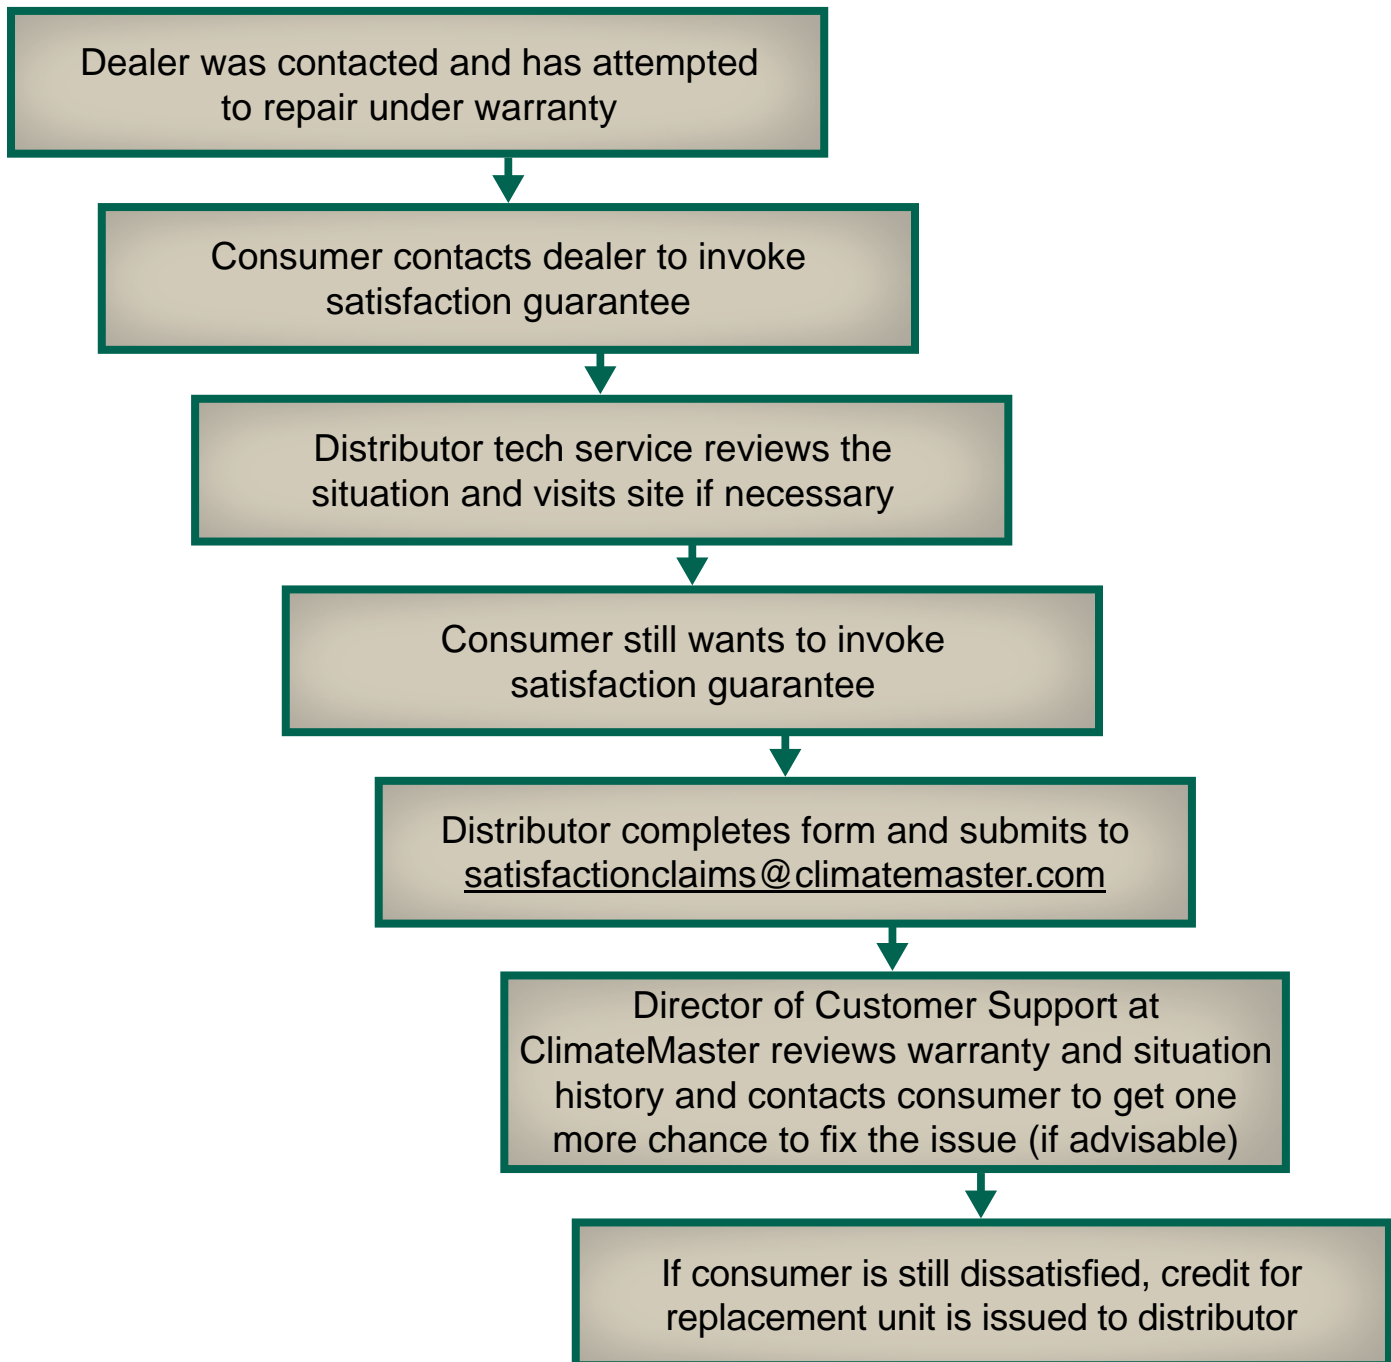 Dealer was contacted and has attempted
to repair under warranty
Consumer contacts dealer to invoke
satisfaction guarantee
Distributor tech service reviews the
situation and visits site if necessary
Consumer still wants to invoke
satisfaction guarantee
Distributor completes form and submits to
satisfactionclaims@climatemaster.com
Director of Customer Support at
ClimateMaster reviews warranty and situation
history and contacts consumer to get one
more chance to fix the issue (if advisable)
If consumer is still dissatisfied, credit for
replacement unit is issued to distributor